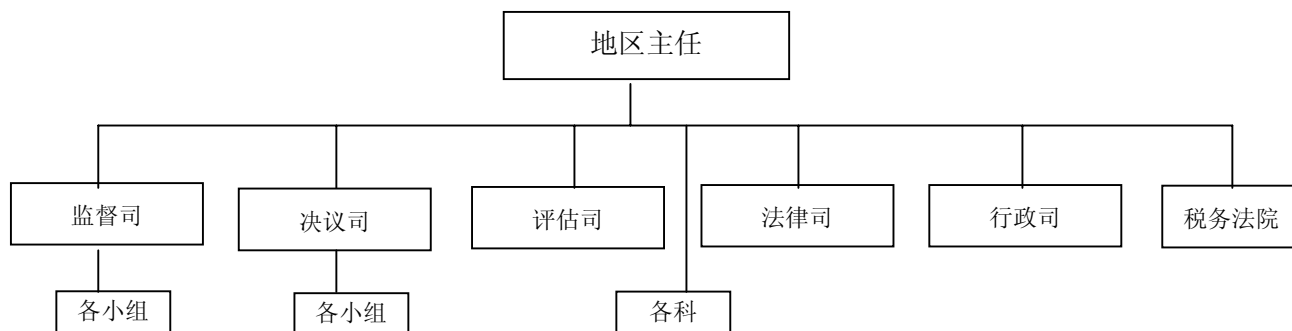 地区主任
监督司
决议司
评估司
法律司
行政司
税务法院
各小组
各小组
各科